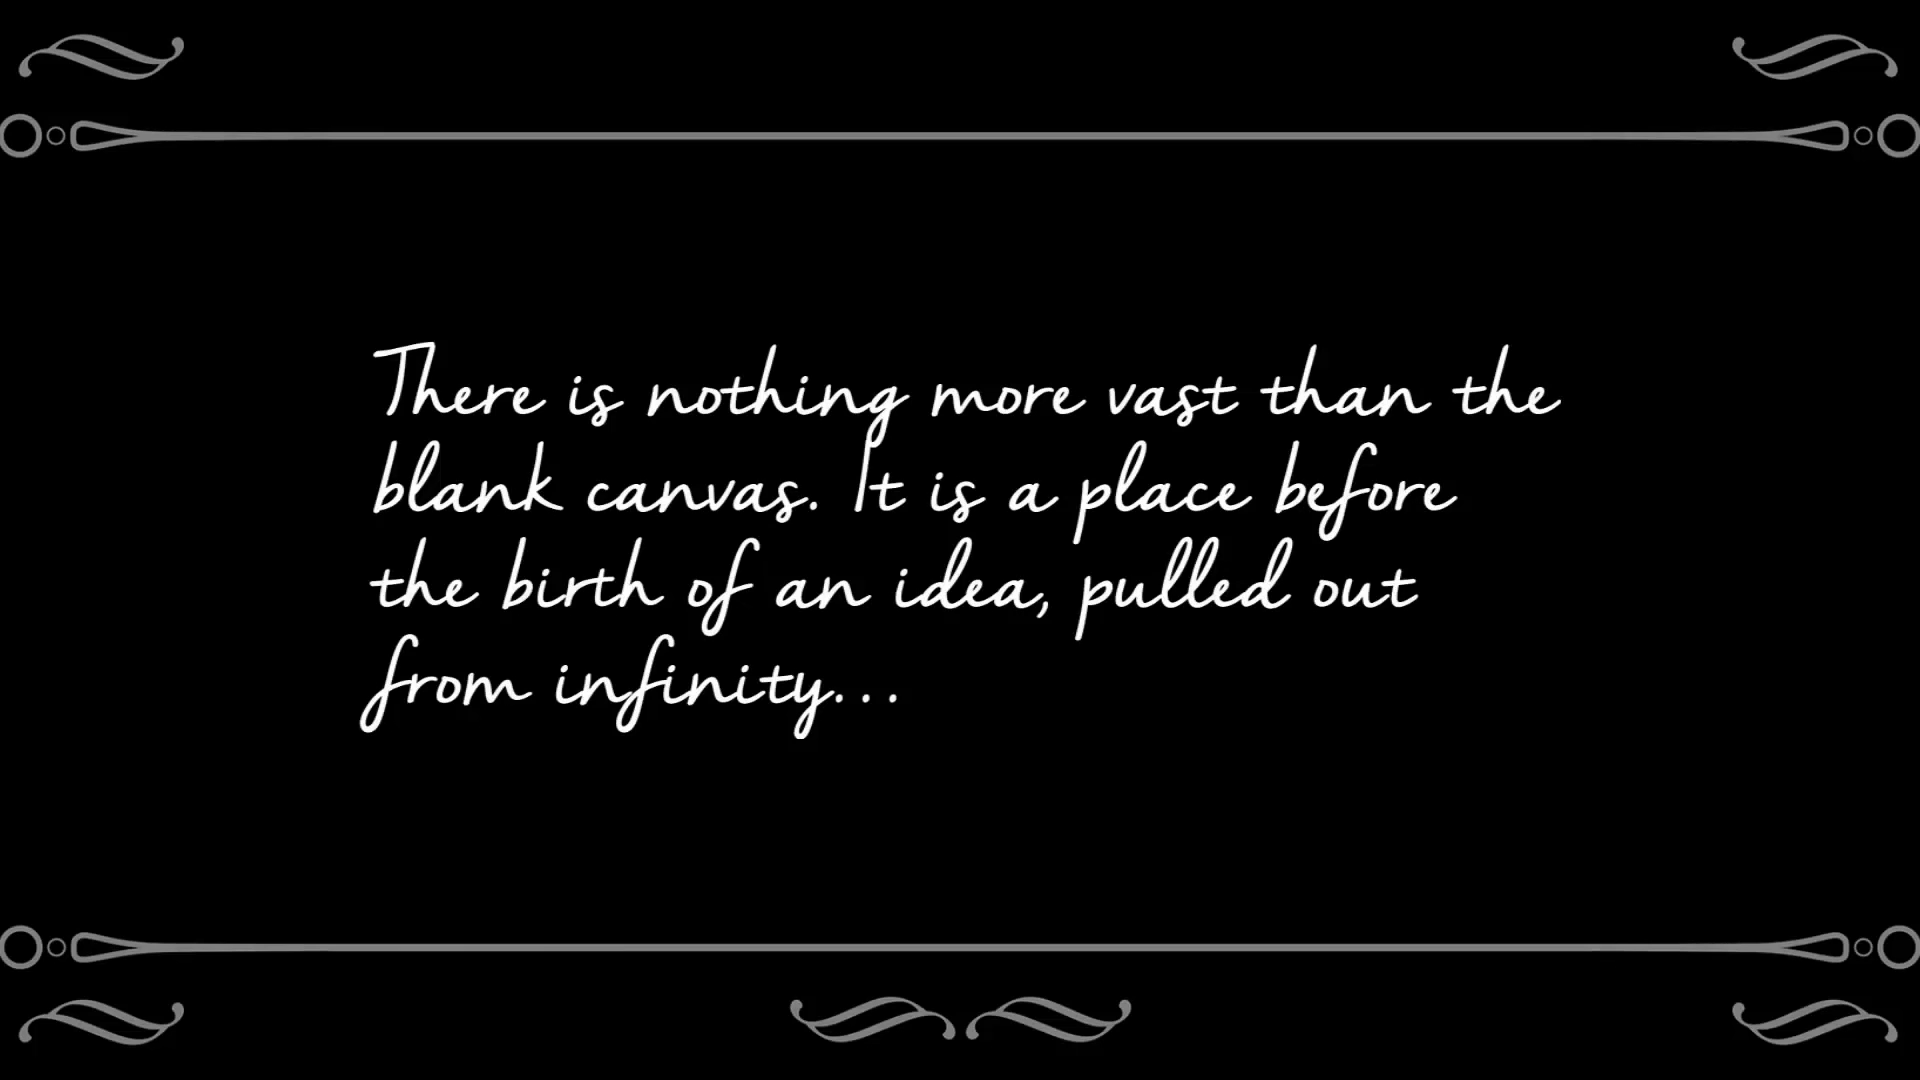 There is nothing more vast than the
blank canvas. It is a place before
the birth of an idea, pulled out
from infinity...